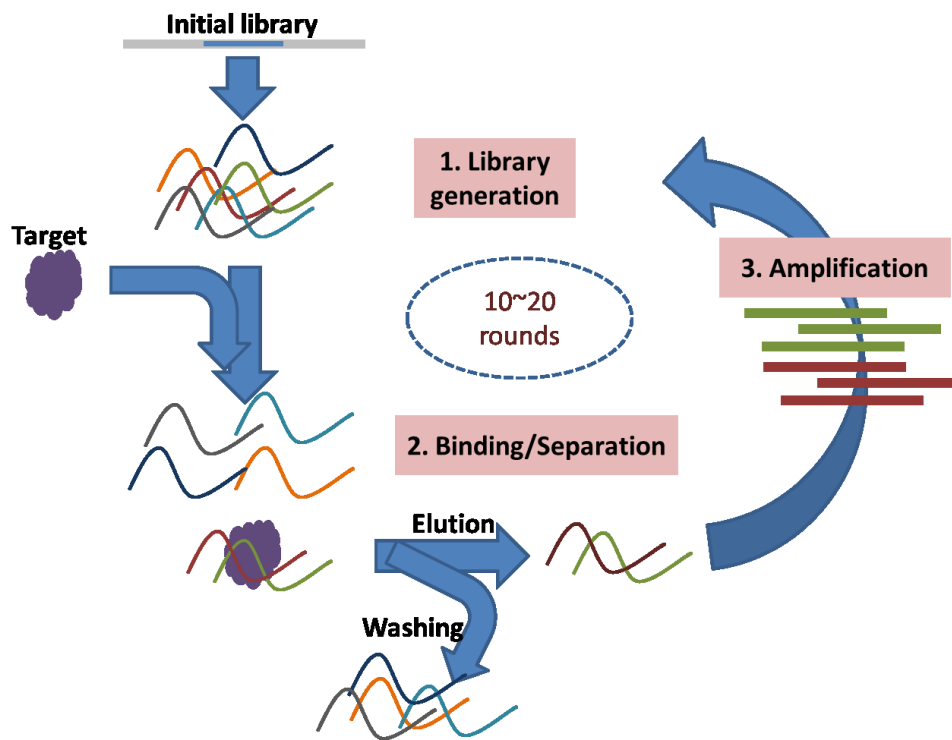 Initial library
1. Library
generation
Target
3. Amplification
10~20
rounds
2. Binding/Separation
Elution
Washing